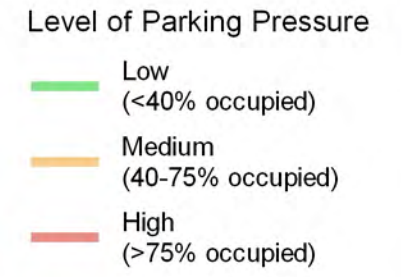 Level of Parking Pressure
Low
(<40% occupied)
Medium
(40-75% occupied)
High
(>75% occupied)